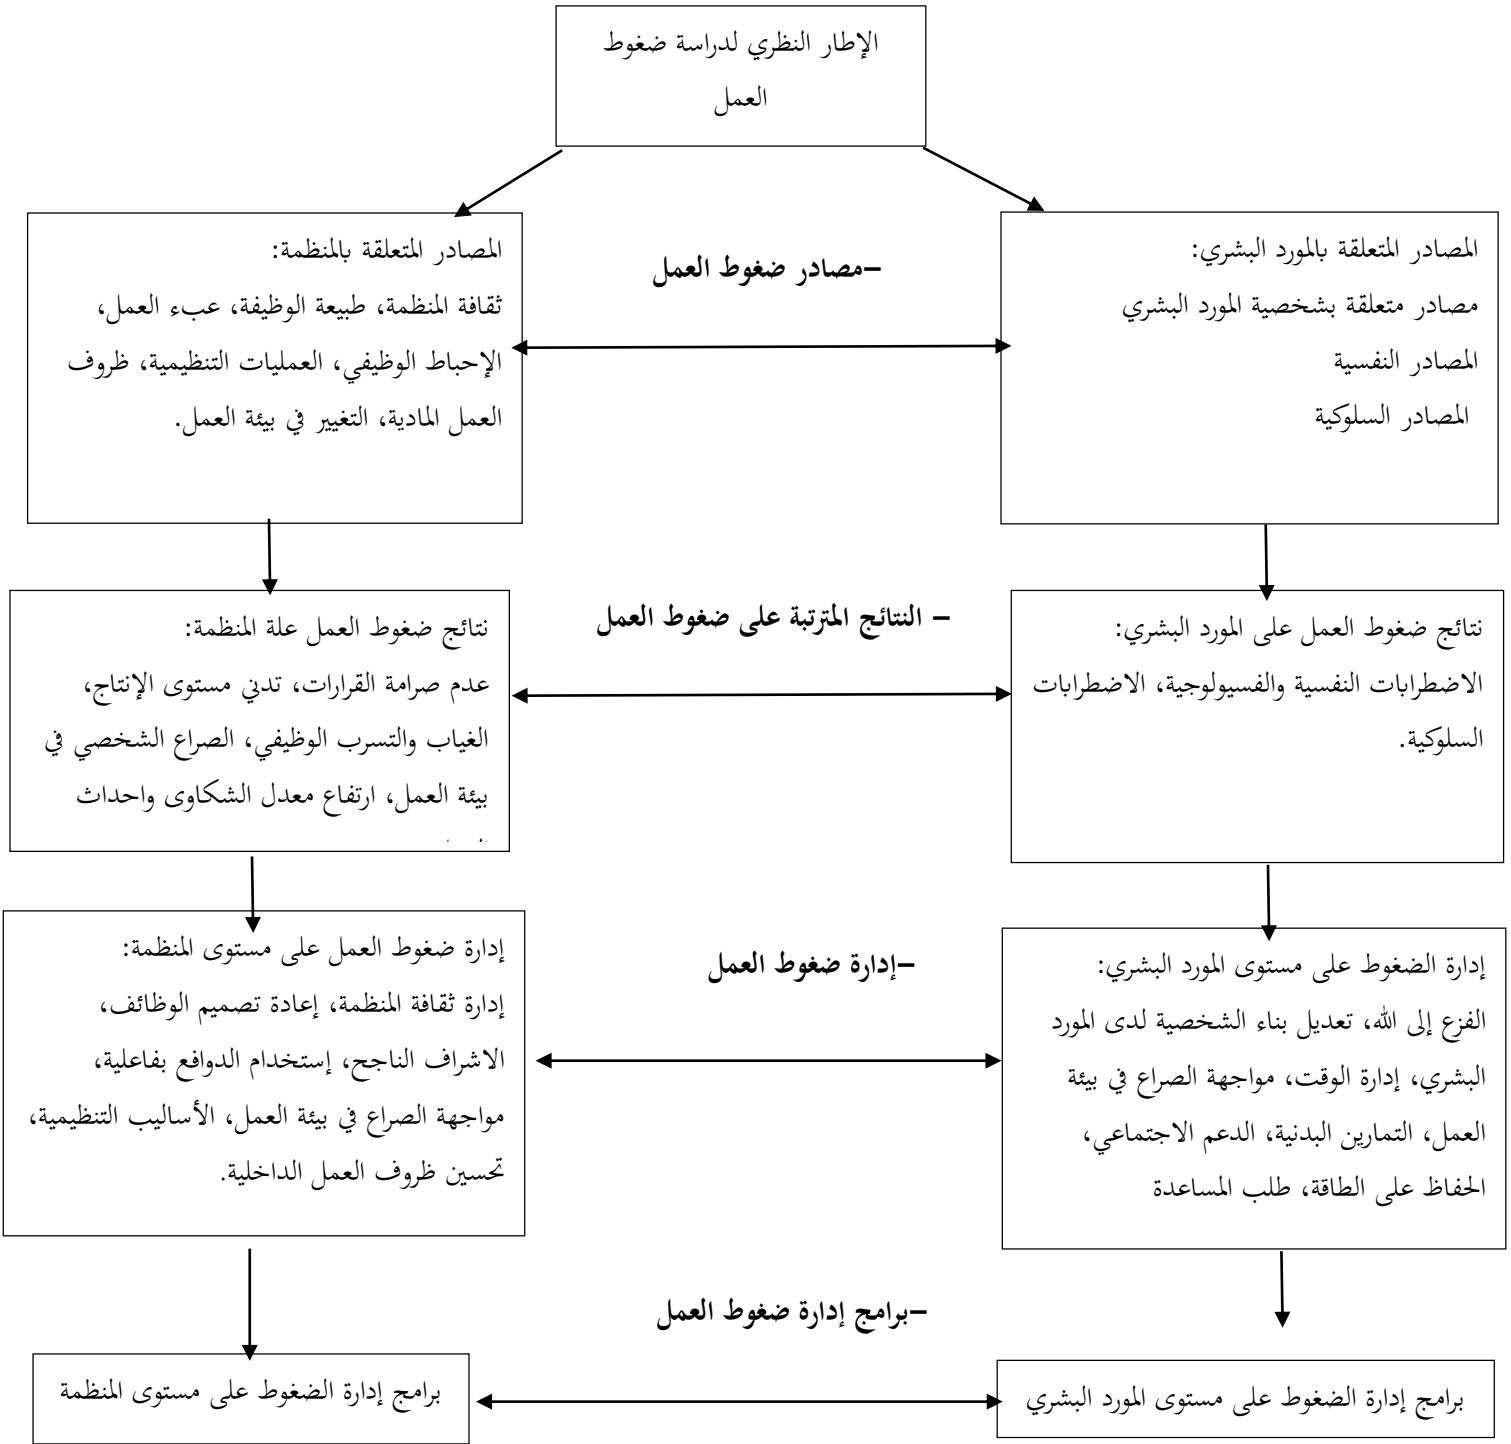 الإطار النظري لدراسة ضغوط
العمل
–مصادر ضغوط العمل
المصادر المتعلقة بالمورد البشري:
مصادر متعلقة بشخصية المورد البشري
المصادر النفسية
المصادر السلوكية
المصادر المتعلقة بالمنظمة:
ثقافة المنظمة، طبيعة الوظيفة، عبء العمل،
الإحباط الوظيفي، العمليات التنظيمية، ظروف
العمل المادية، التغيير في بيئة العمل.
– النتائج المترتبة على ضغوط العمل
نتائج ضغوط العمل على المورد البشري:
الاضطرابات النفسية والفسيولوجية، الاضطرابات
السلوكية.
نتائج ضغوط العمل علة المنظمة:
عدم صرامة القرارات، تدني مستوى الإنتاج،
الغياب والتسرب الوظيفي، الصراع الشخصي في
بيئة العمل، ارتفاع معدل الشكاوى واحداث
–إدارة ضغوط العمل
إدارة الضغوط على مستوى المورد البشري:
الفزع إلى الله، تعديل بناء الشخصية لدى المورد
البشري، إدارة الوقت، مواجهة الصراع في بيئة
العمل، التمارين البدنية، الدعم الاجتماعي،
الحفاظ على الطاقة، طلب المساعدة
إدارة ضغوط العمل على مستوى المنظمة:
إدارة ثقافة المنظمة، إعادة تصميم الوظائف،
الاشراف الناجح، إستخدام الدوافع بفاعلية،
مواجهة الصراع في بيئة العمل، الأساليب التنظيمية،
تحسين ظروف العمل الداخلية.
–برامج إدارة ضغوط العمل
برامج إدارة الضغوط على مستوى المورد البشري
برامج إدارة الضغوط على مستوى المنظمة